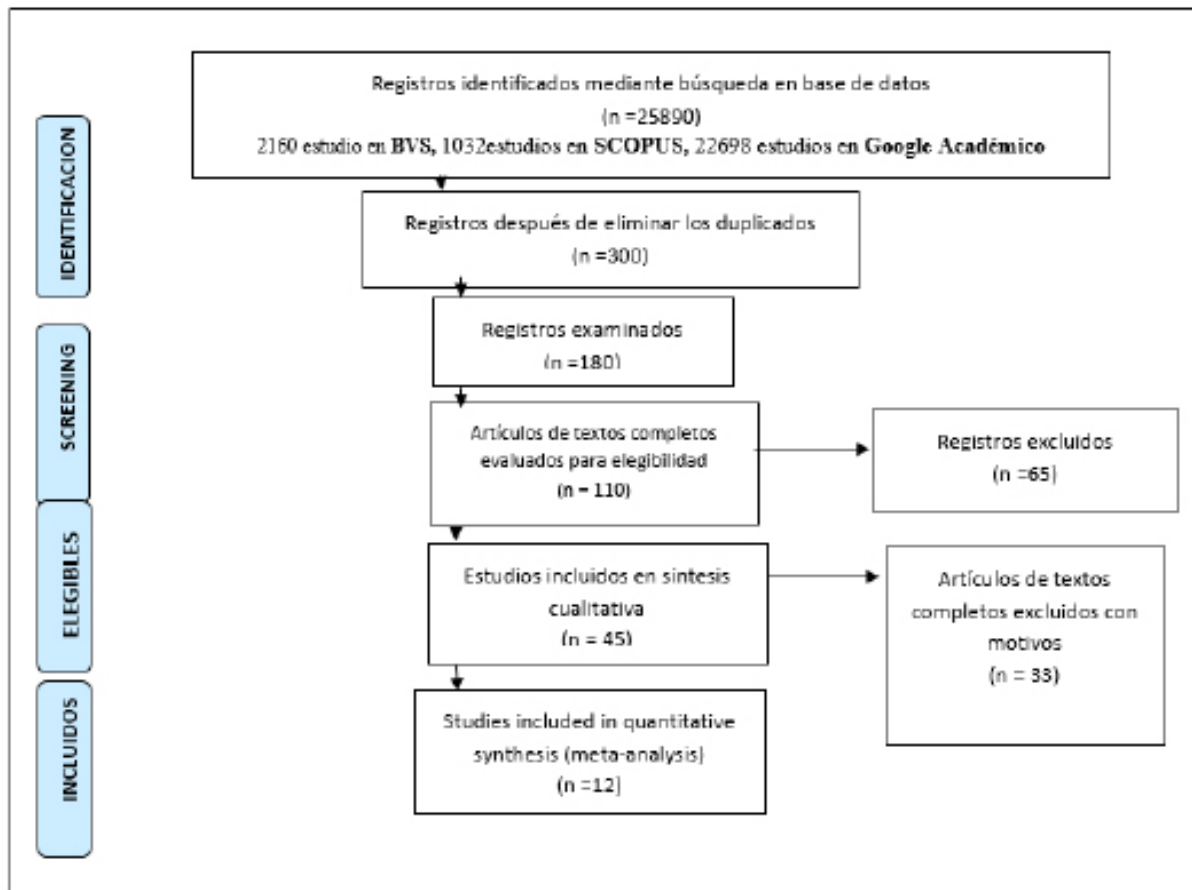 Registros identificados mediante búsqueda en base de datos
(n =25890)
2160 estudio en BVS, 1032estudios en SCOPUS, 22698 estudios en Google Académico
IDENTIFICACION
Registros después de eliminar los duplicados
(n =300)
Registros examinados
(n =180)
SCREENING
Artículos de textos completos
evaluados para elegibilidad
(n = 110)
Registros excluidos
(n =65)
ELEGIBLES
Estudios incluidos en síntesis
cualitativa
(n = 45)
Artículos de textos
completos excluidos con
motivos
(n = 33)
INCLUIDOS
Studies included in quantitative
synthesis (meta-analysis)
(n =12)